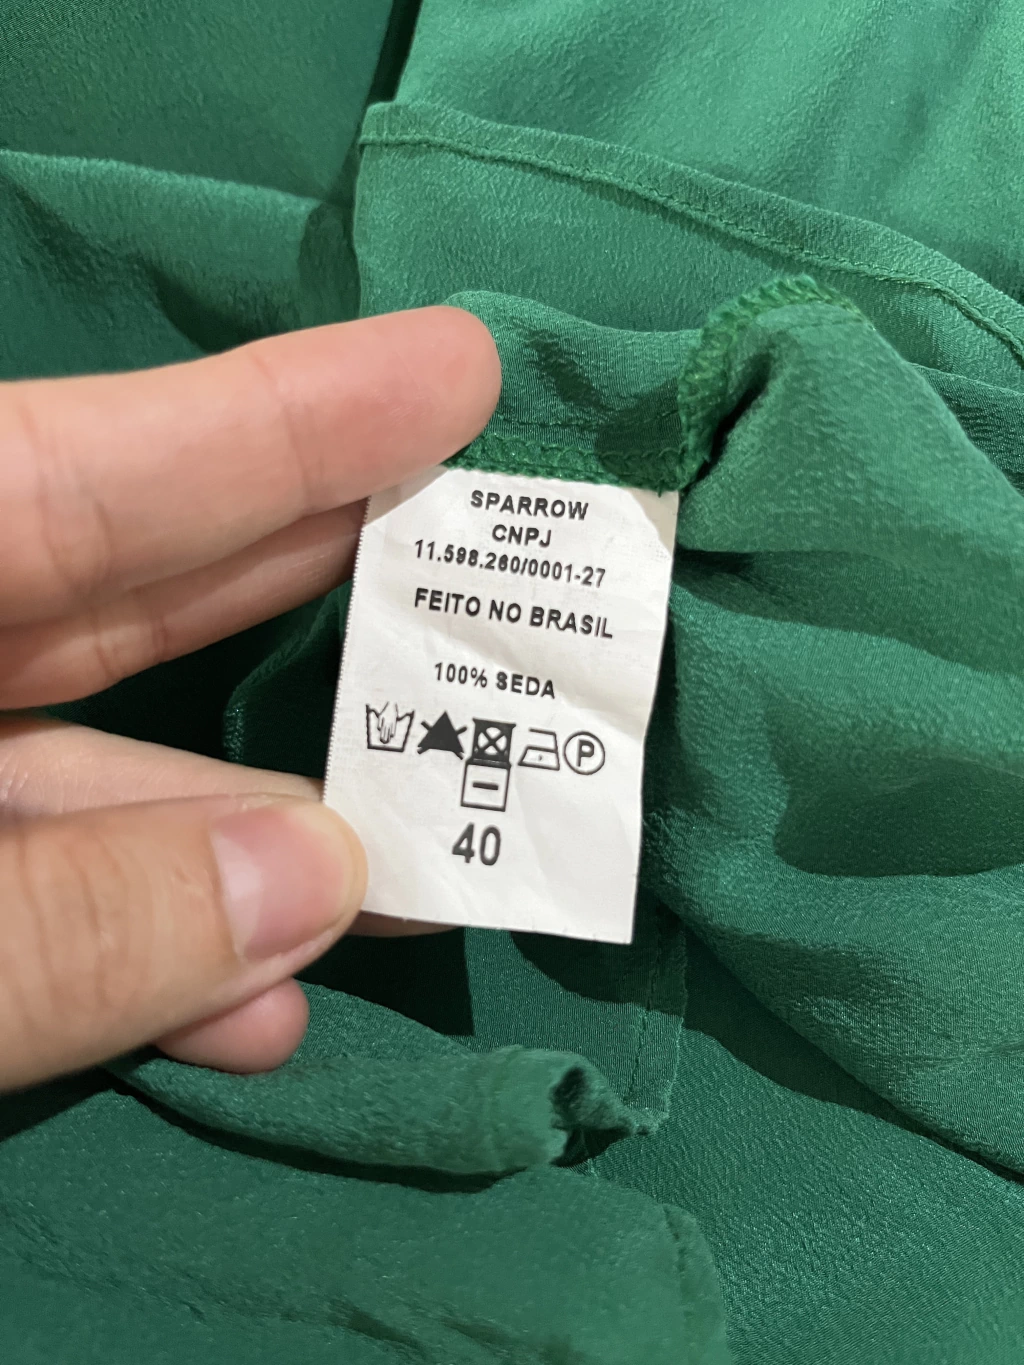 SPARROW
CNPJ
11.598.260/0001-27
FEITO NO BRASIL
100% SEDA
P
40